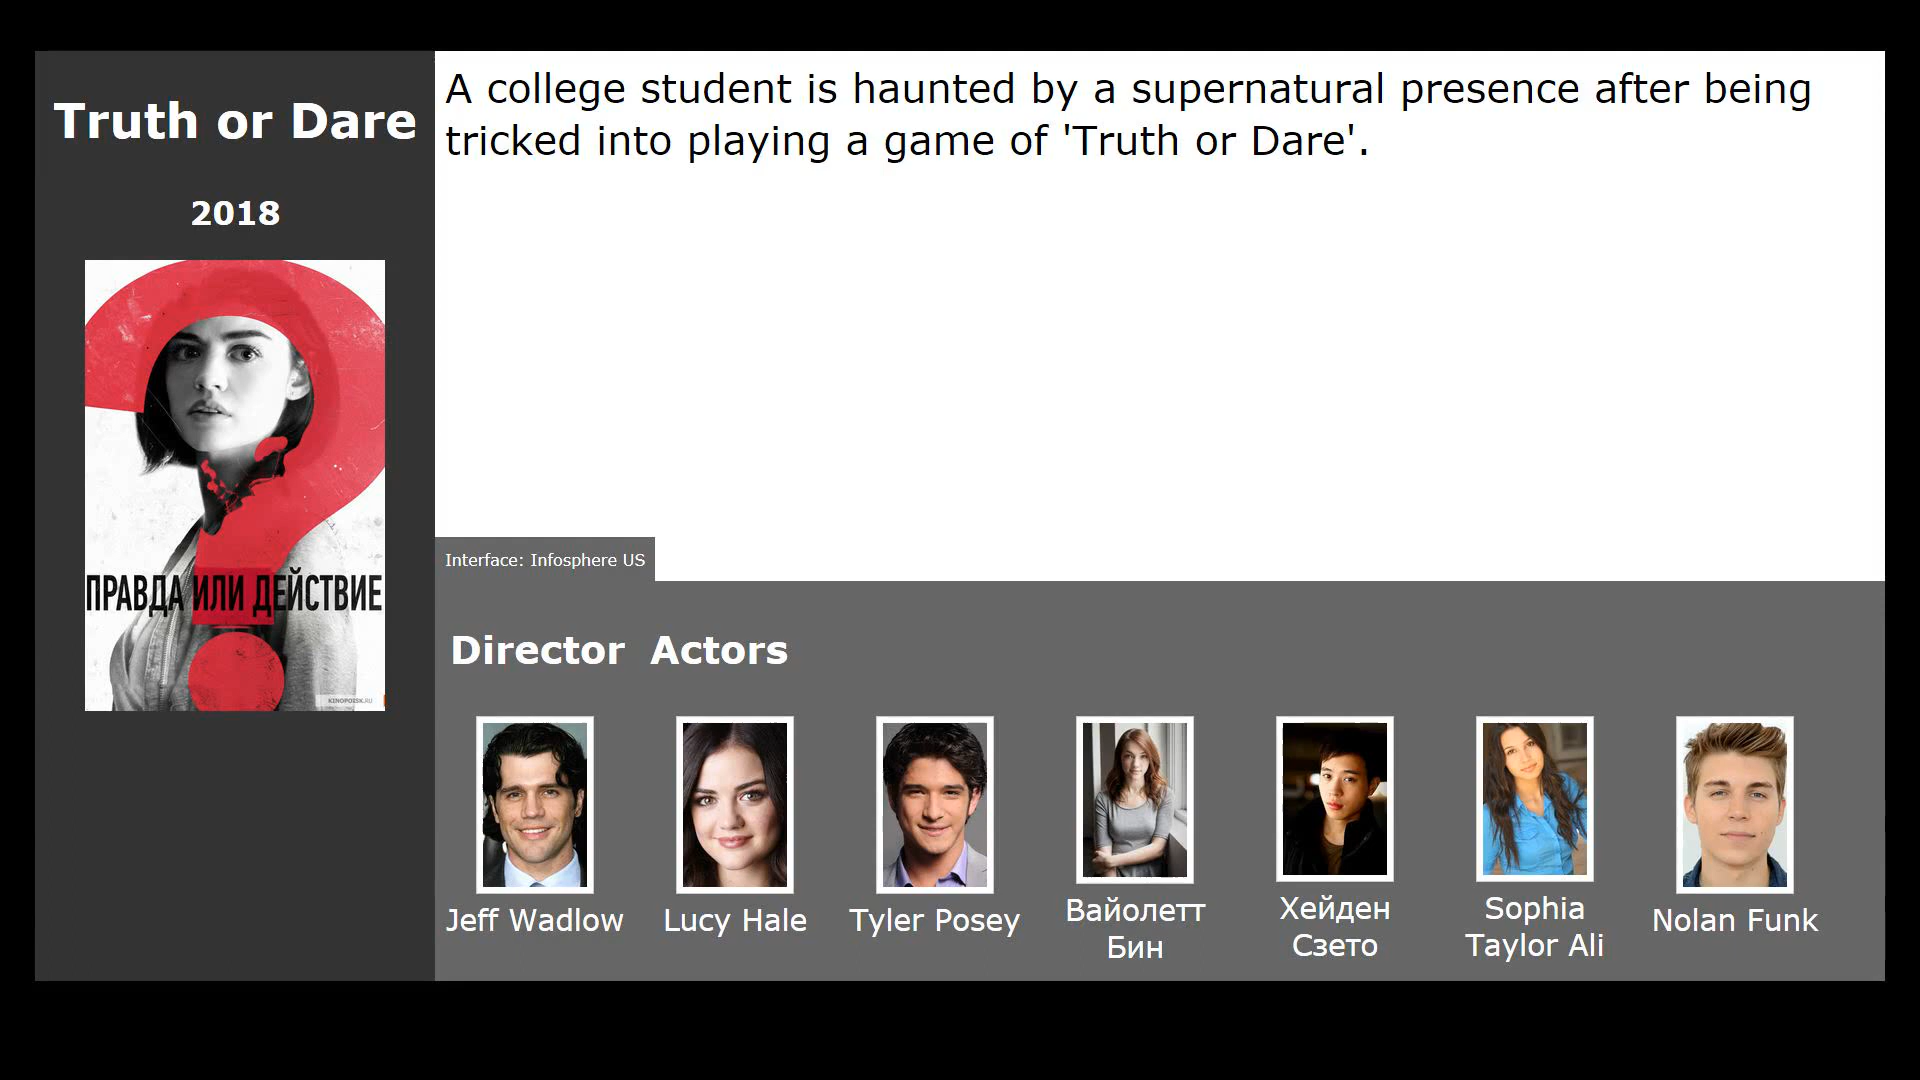 Truth or Dare
2018
ПРАВДА ИЛИ ДЕЙСТВИЕ
KINOPOISK.RU
A college student is haunted by a supernatural presence after being
tricked into playing a game of 'Truth or Dare'.
Interface: Infosphere US
Director Actors
Jeff Wadlow
Lucy Hale
Tyler Posey
Вайолетт
Бин
Хейден
Сзето
Sophia
Taylor Ali
Nolan Funk